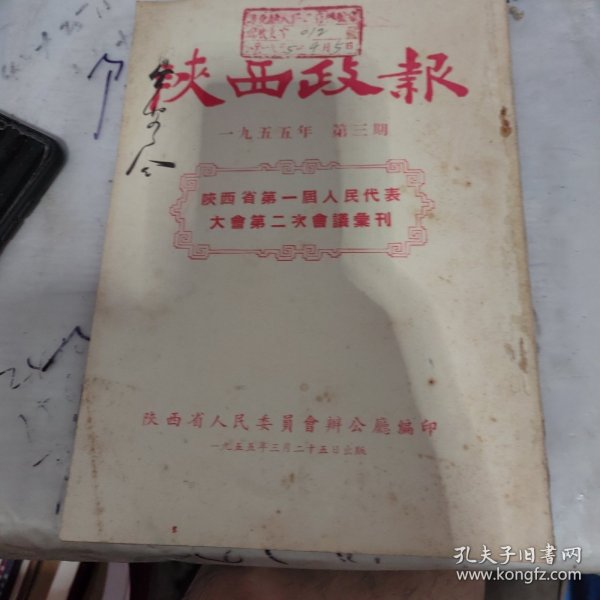 012
陝西政報
一九五五年 第三期
陝西省第一屆人民代表
大會第二次會議彙刊
陝西省人民委員會辦公廳編印
一九五五年三月二十五日出版
孔夫子旧书网
www.kongfz.com